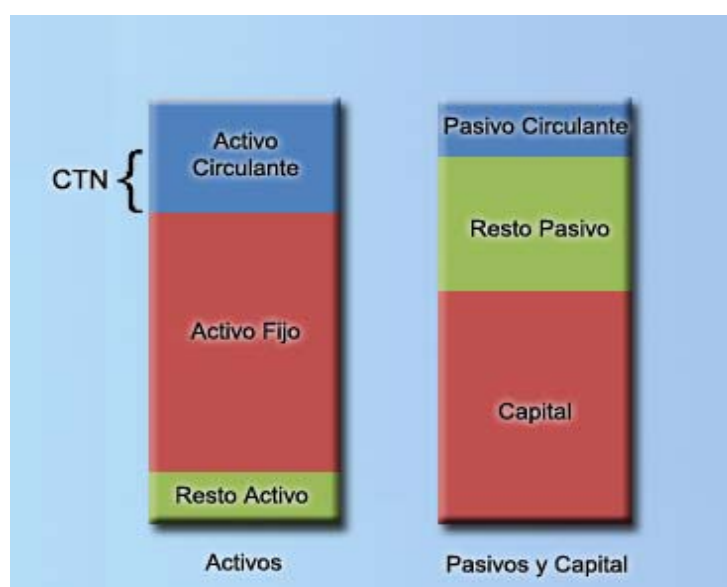 Activo
Circulante
CTN {
Activo Fijo
Resto Activo
Activos
Pasivo Circulante
Resto Pasivo
Capital
Pasivos y Capital